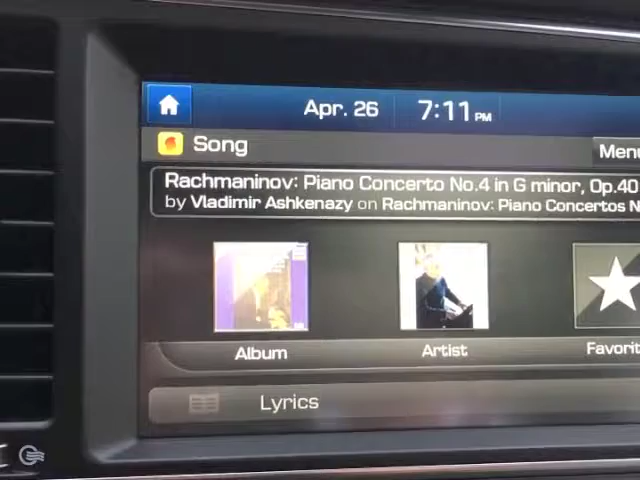 Apr. 26 7:11 PM
Song
Menu
Rachmaninov: Piano Concerto No.4 in G minor, Op.40
by Vladimir Ashkenazy on Rachmaninov: Piano Concertos N
Album Artist Favorit
Lyrics